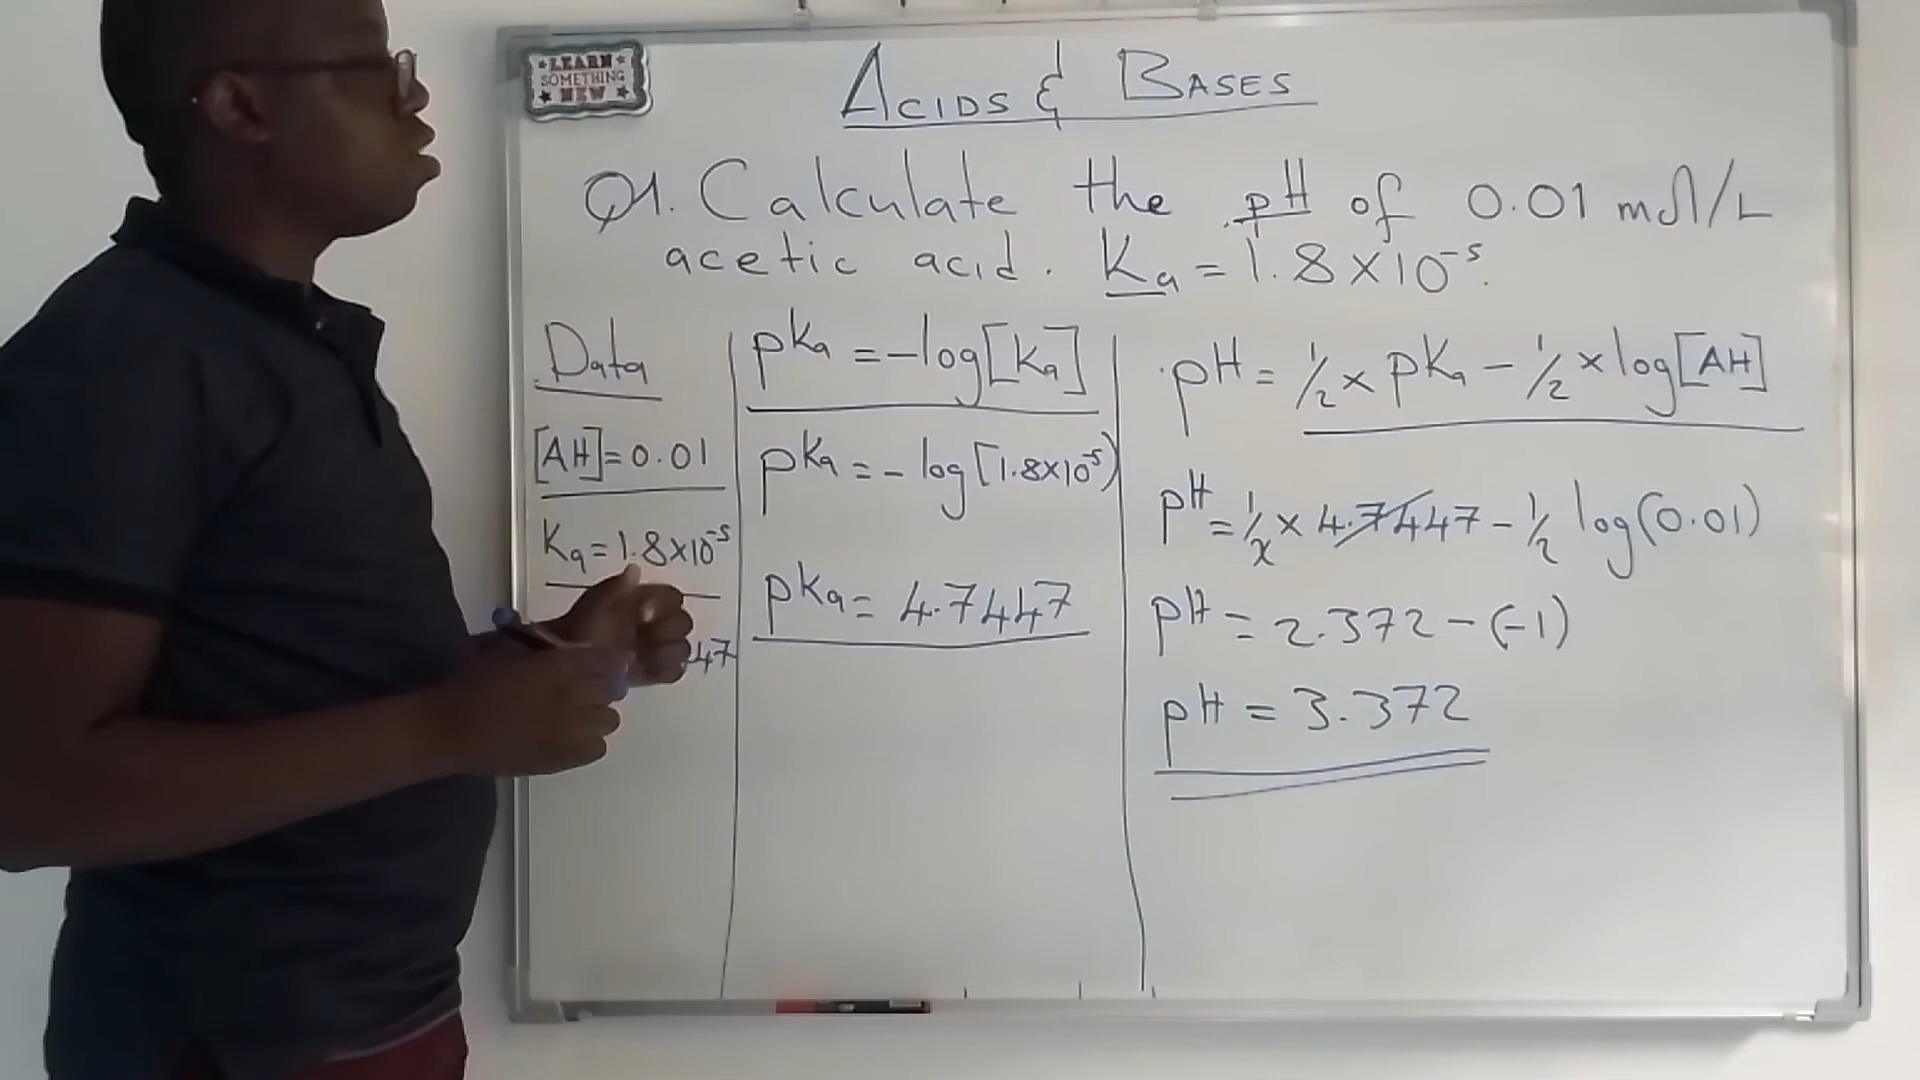 LEARN
SOMETHING
NEW
ACIDS & BASES
Q1. Calculate the pH of 0.01 mol/L
acetic acid. Ka = 1.8×10⁻⁵.
Data
[AH] = 0.01
Ka = 1.8×10⁻⁵
47
pKa = -log[Ka]
pKa = -log[1.8×10⁻⁵)
pKa = 4.7447
pH = 1/2 × pKa - 1/2 × log[AH]
pH = 1/2 × 4.7447 - 1/2 log(0.01)
pH = 2.372 - (-1)
pH = 3.372